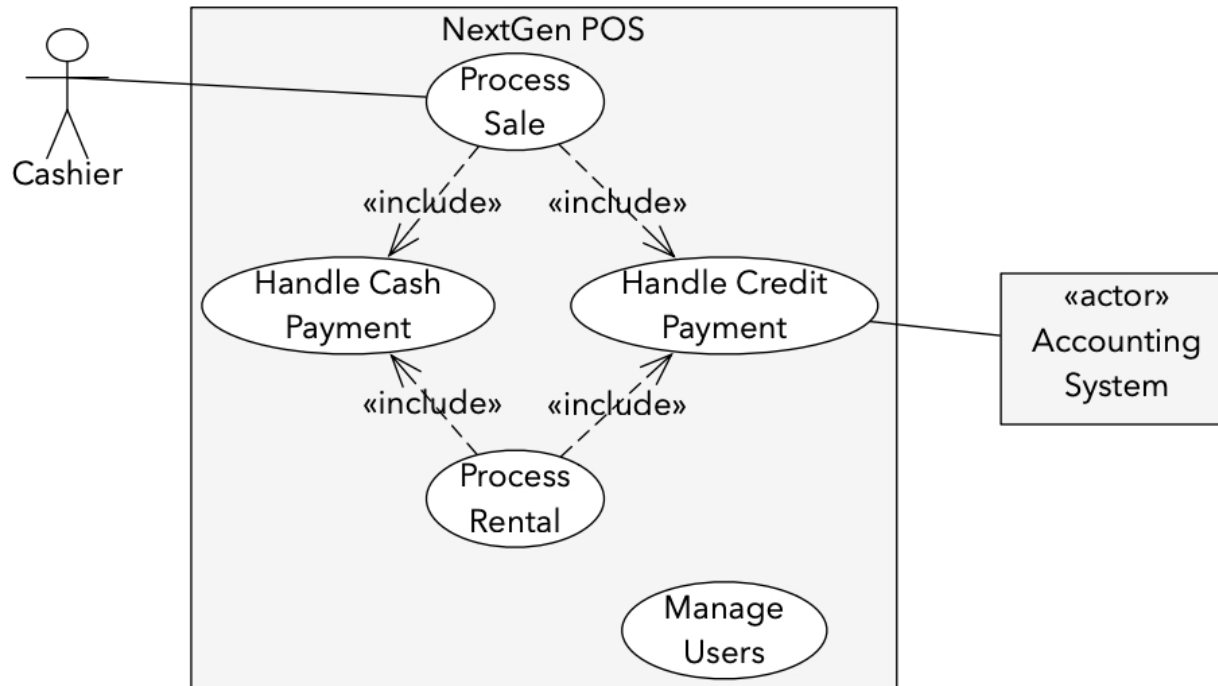 NextGen POS
Process
Sale
Cashier
«include»
«include»
Handle Cash
Payment
Handle Credit
Payment
«actor»
Accounting
System
«include»
«include»
Process
Rental
Manage
Users